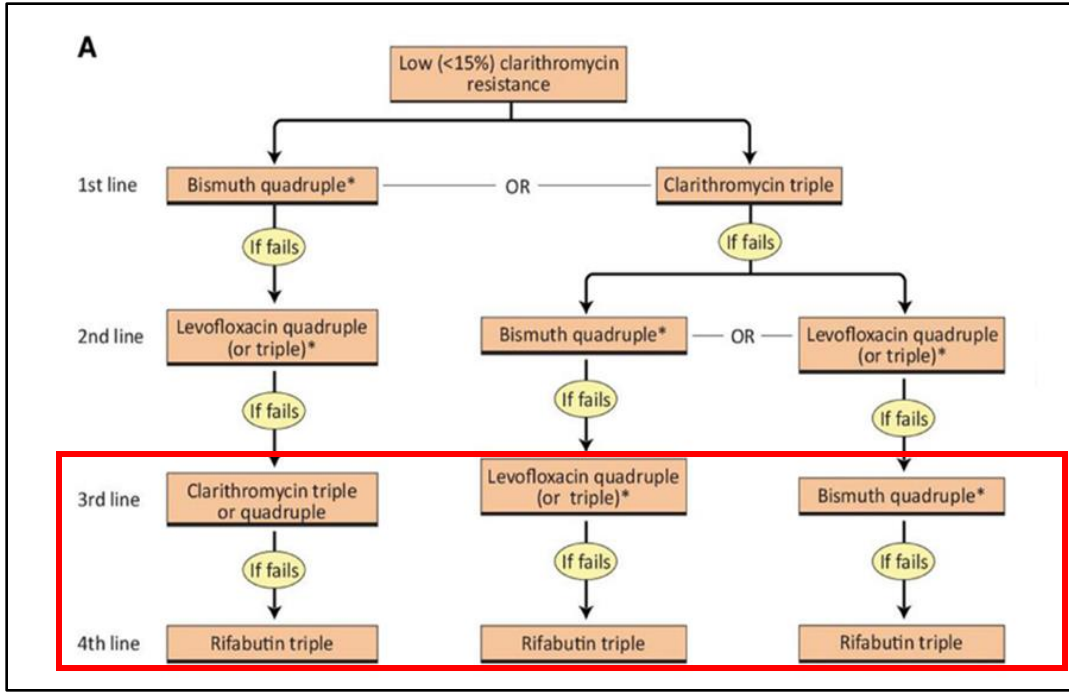 A
Low (<15%) clarithromycin
resistance
1st line
Bismuth quadruple*
OR
Clarithromycin triple
If fails
If fails
2nd line
Levofloxacin quadruple
(or triple)*
Bismuth quadruple*
OR
Levofloxacin quadruple
(or triple)*
If fails
If fails
If fails
3rd line
Clarithromycin triple
or quadruple
Levofloxacin quadruple
(or triple)*
Bismuth quadruple*
If fails
If fails
If fails
4th line
Rifabutin triple
Rifabutin triple
Rifabutin triple